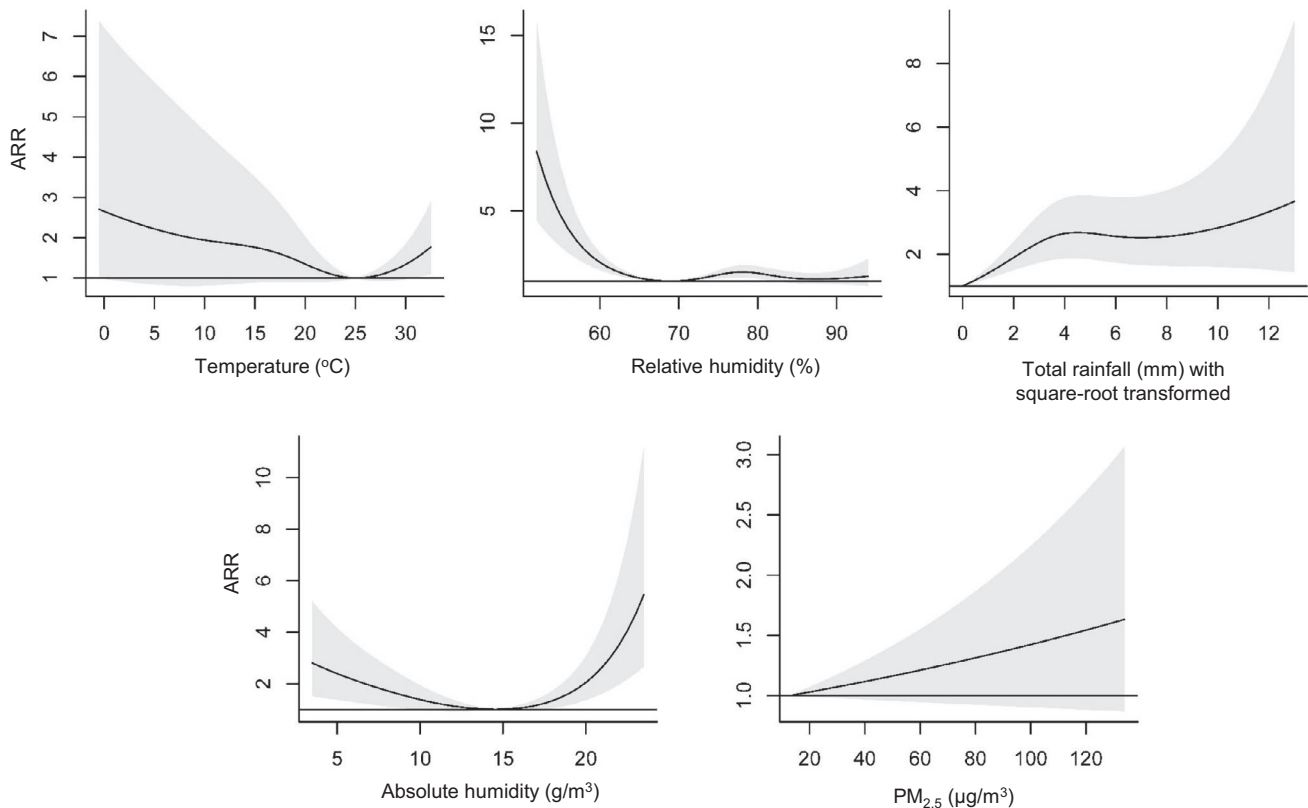 ARR
7
6
5
4
3
2
1
0 5 10 15 20 25 30
Temperature (°C)
15
10
5
60 70 80 90
Relative humidity (%)
8
6
4
2
0 2 4 6 8 10 12
Total rainfall (mm) with
square-root transformed
ARR
10
8
6
4
2
5 10 15 20
Absolute humidity (g/m³)
3.0
2.5
2.0
1.5
1.0
20 40 60 80 100 120
PM₂.₅ (µg/m³)